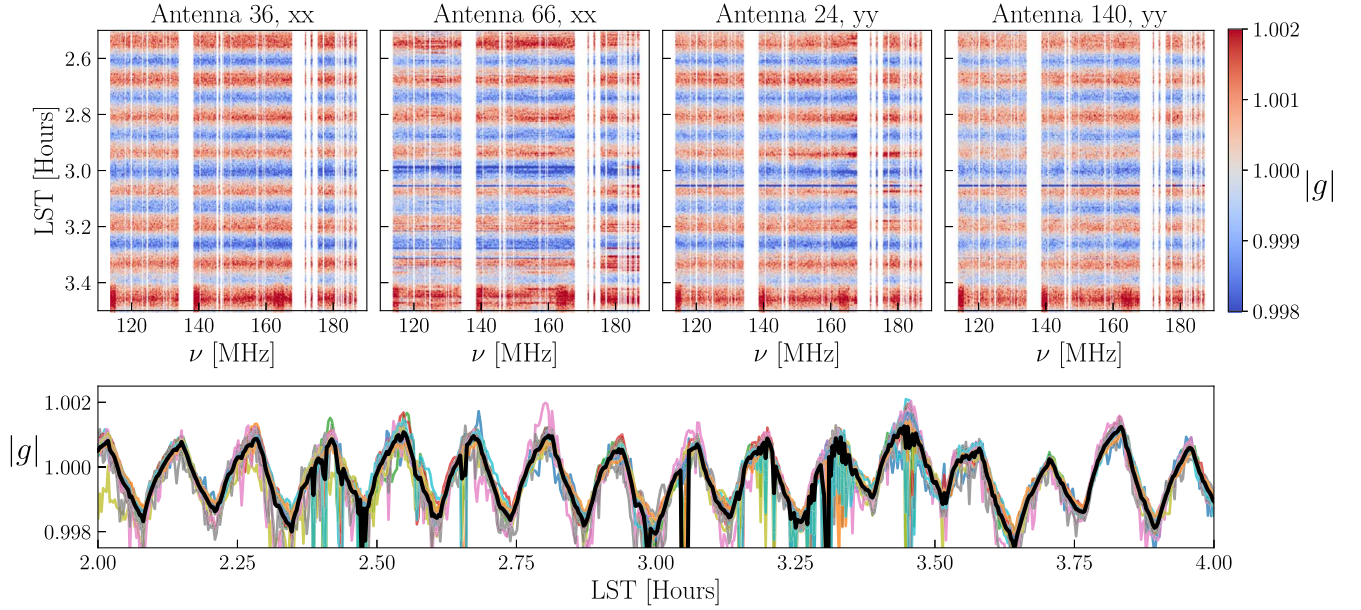 Antenna 36, xx
Antenna 66, xx
Antenna 24, yy
Antenna 140, yy
LST [Hours]
2.6
2.8
3.0
3.2
3.4
120 140 160 180
120 140 160 180
120 140 160 180
120 140 160 180
ν [MHz]
ν [MHz]
ν [MHz]
ν [MHz]
1.002
1.001
1.000
0.999
0.998
|g|
|g|
1.002
1.000
0.998
2.00 2.25 2.50 2.75 3.00 3.25 3.50 3.75 4.00
LST [Hours]